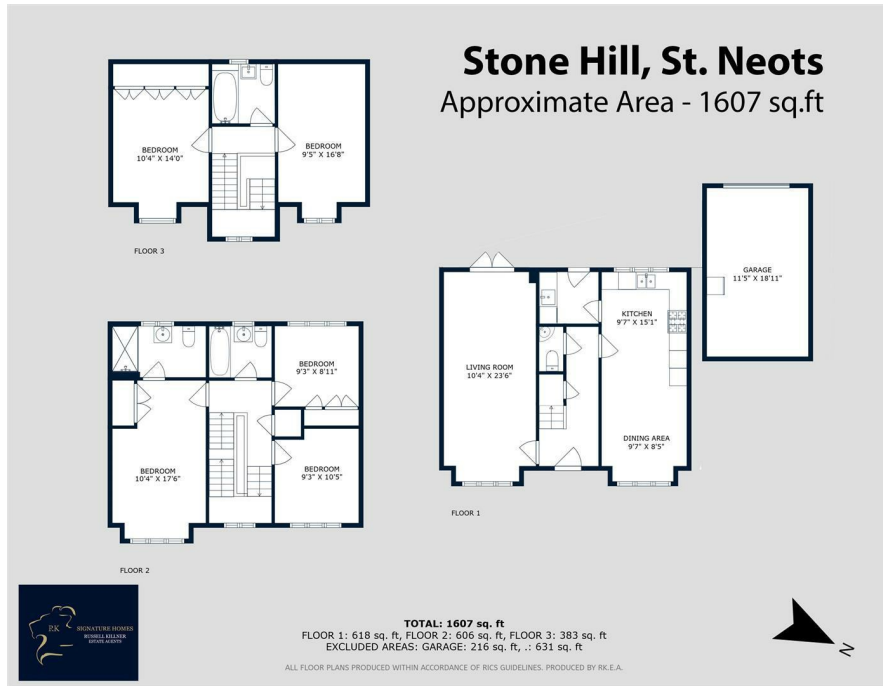 Stone Hill, St. Neots
Approximate Area - 1607 sq.ft
BEDROOM
10'4" X 14'0"
BEDROOM
9'5" X 16'8"
FLOOR 3
GARAGE
11'5" X 18'11"
KITCHEN
9'7" X 15'1"
LIVING ROOM
10'4" X 23'6"
DINING AREA
9'7" X 8'5"
FLOOR 1
BEDROOM
9'3" X 8'11"
BEDROOM
10'4" X 17'6"
BEDROOM
9'3" X 10'5"
FLOOR 2
P.K
SIGNATURE HOMES
RUSSELL KILLNER
ESTATE AGENTS
TOTAL: 1607 sq. ft
FLOOR 1: 618 sq. ft, FLOOR 2: 606 sq. ft, FLOOR 3: 383 sq. ft
EXCLUDED AREAS: GARAGE: 216 sq. ft, .: 631 sq. ft
ALL FLOOR PLANS PRODUCED WITHIN ACCORDANCE OF RICS GUIDELINES. PRODUCED BY RK.E.A.
N